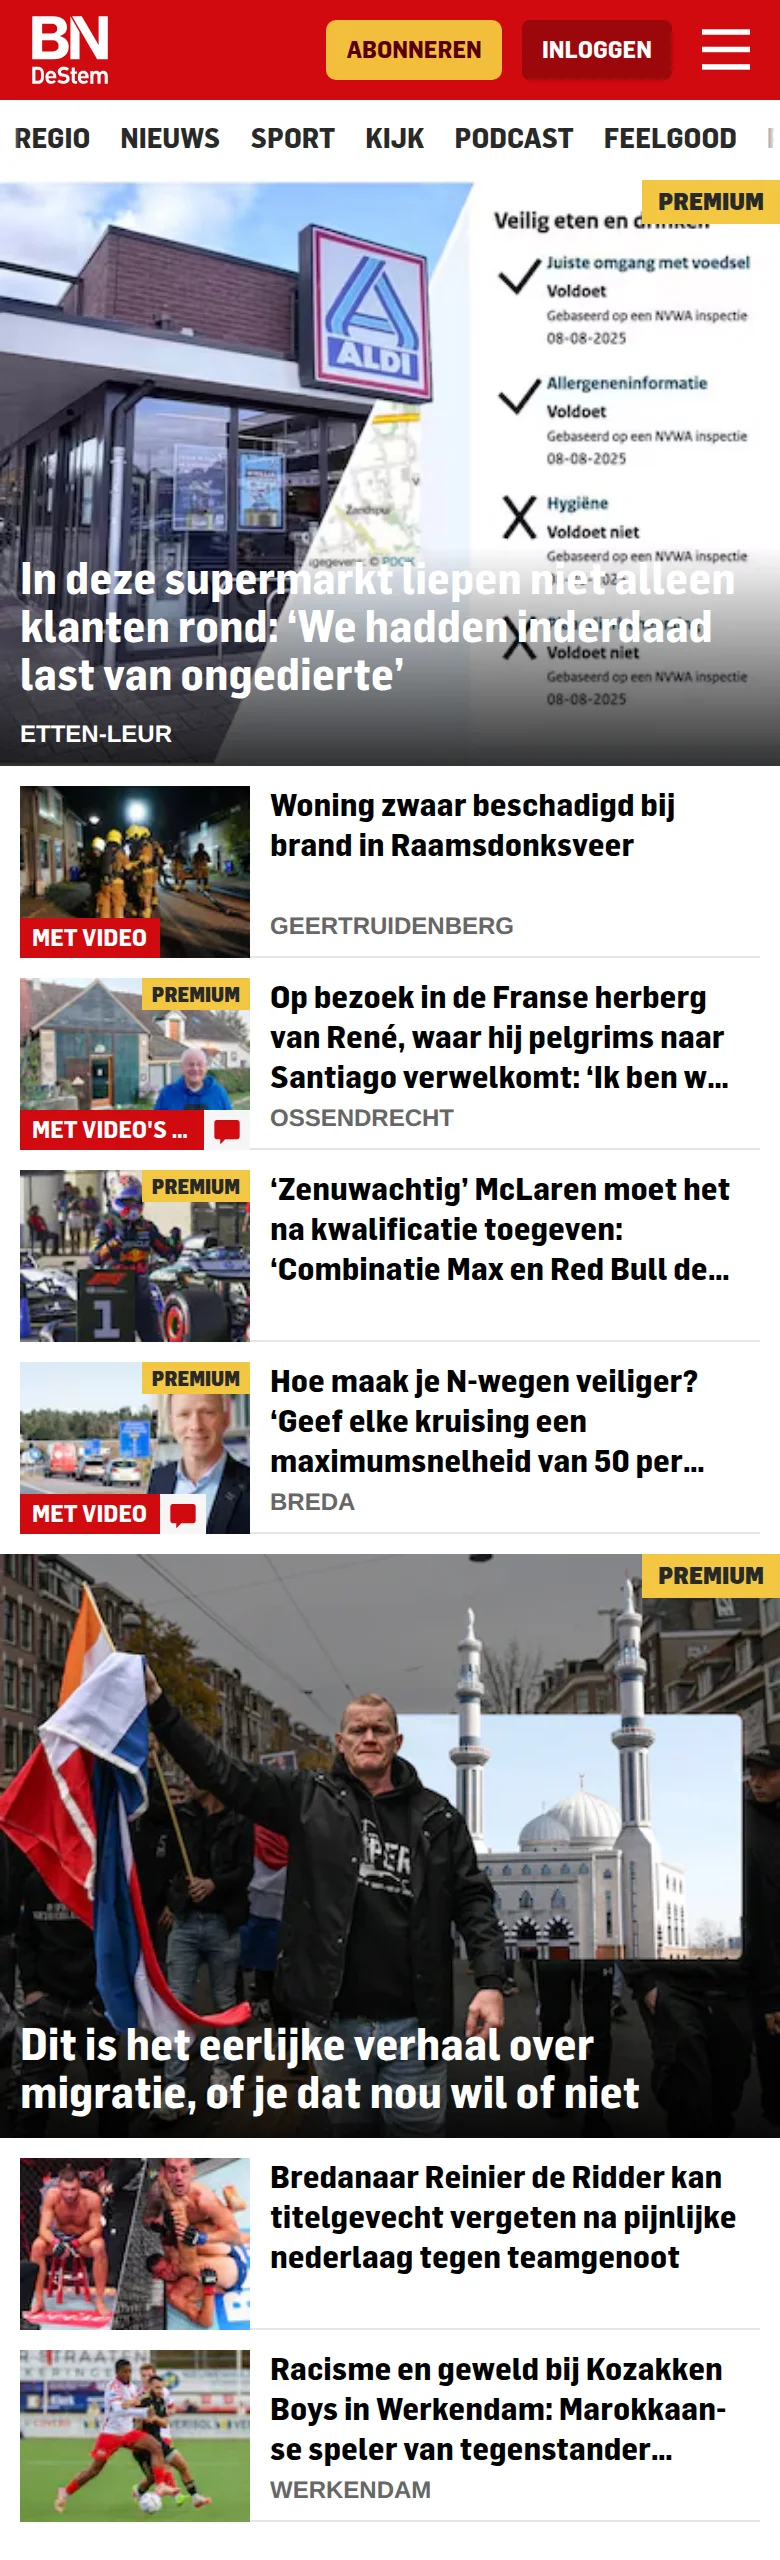 BN
DeStem
ABONNEREN
INLOGGEN
REGIO NIEUWS SPORT KIJK PODCAST FEELGOOD
PREMIUM
Veilig eten en drinken
Juiste omgang met voedsel
Voldoet
Gebaseerd op een NVWA inspectie
08-08-2025
ALDI
Allergeneninformatie
Voldoet
Gebaseerd op een NVWA inspectie
08-08-2025
Hygiëne
Voldoet niet
Gebaseerd op een NVWA inspectie
Voldoet niet
Gebaseerd op een NVWA inspectie
08-08-2025
In deze supermarkt liepen niet alleen
klanten rond: ‘We hadden inderdaad
last van ongedierte’
ETTEN-LEUR
Woning zwaar beschadigd bij
brand in Raamsdonksveer
GEERTRUIDENBERG
MET VIDEO
PREMIUM
Op bezoek in de Franse herberg
van René, waar hij pelgrims naar
Santiago verwelkomt: ‘Ik ben w...
OSSENDRECHT
MET VIDEO'S ...
PREMIUM
‘Zenuwachtig’ McLaren moet het
na kwalificatie toegeven:
‘Combinatie Max en Red Bull de...
1
PREMIUM
Hoe maak je N-wegen veiliger?
‘Geef elke kruising een
maximumsnelheid van 50 per...
BREDA
MET VIDEO
PREMIUM
Dit is het eerlijke verhaal over
migratie, of je dat nou wil of niet
Bredanaar Reinier de Ridder kan
titelgevecht vergeten na pijnlijke
nederlaag tegen teamgenoot
Racisme en geweld bij Kozakken
Boys in Werkendam: Marokkaan-
se speler van tegenstander...
WERKENDAM